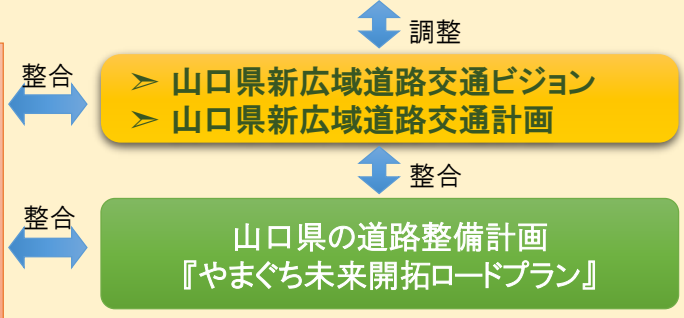 調整
整合
➢ 山口県新広域道路交通ビジョン
➢ 山口県新広域道路交通計画
整合
整合
山口県の道路整備計画
『やまぐち未来開拓ロードプラン』